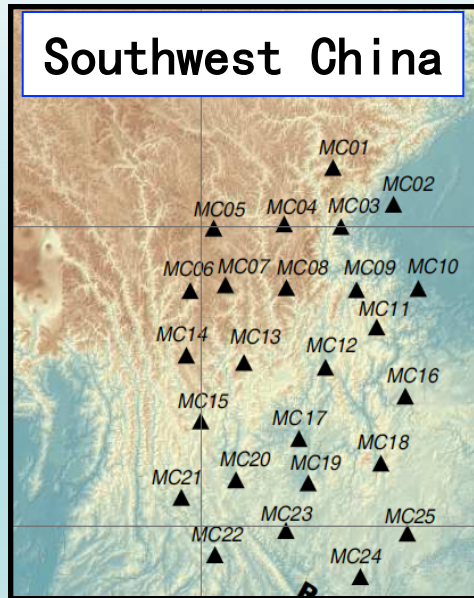 Southwest China
MC01
MC02
MC05 MC04 MC03
MC06 MC07 MC08 MC09 MC10
MC11
MC14 MC13 MC12
MC16
MC15
MC17
MC18
MC21 MC20 MC19
MC23 MC25
MC22
MC24